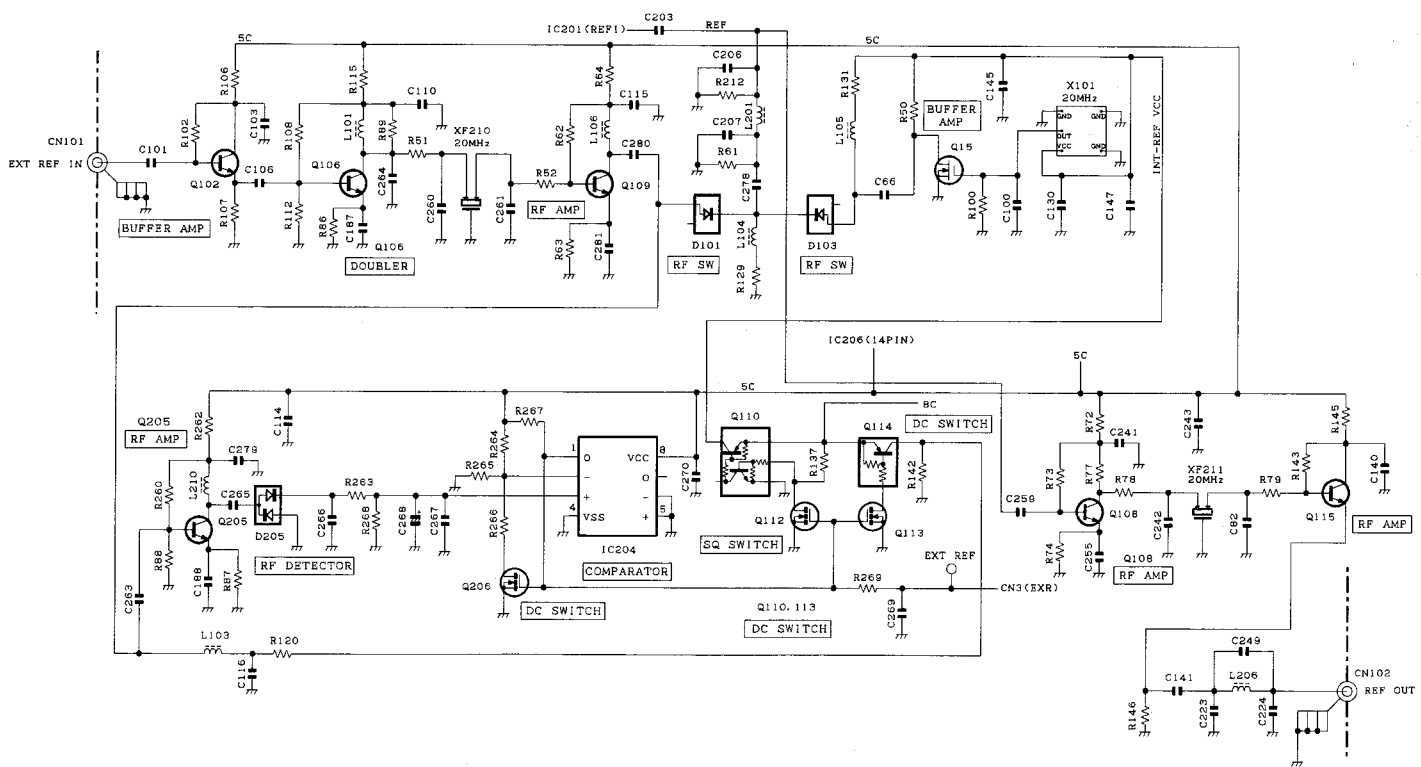 C203
IC201(REF1)
REF
5C
5C
R106
R115
R64
C206
R212
R131
C145
X101
20MHz
C103
C110
C115
L201
R50
BUFFER
AMP
GND
GND
OUT
VCC
INT-REF VCC
CN101
R102
R108
L101
R89
XF210
20MHz
R62
L106
C207
L105
C101
R51
C280
R61
Q15
EXT REF IN
Q102
C106
Q106
C264
R52
Q109
C278
C66
R107
R112
C260
C261
RF AMP
R100
C100
C130
C147
BUFFER AMP
R86
C187
Q106
DOUBLER
R63
C281
D101
RF SW
L104
D103
RF SW
R129
IC206(14PIN)
5C
5C
Q205
RF AMP
R262
C114
R267
Q110
8C
DC SWITCH
Q114
R72
C241
C243
R145
R264
C279
1
O
VCC
8
C270
R137
R142
R73
R77
XF211
20MHz
R143
C140
R260
L210
C265
R263
R265
-
O
R78
R79
Q205
D205
C266
R268
C268
C267
+
-
R266
4
VSS
+
5
Q112
Q113
C259
Q108
C242
C82
Q115
RF AMP
R88
RF DETECTOR
IC204
COMPARATOR
SQ SWITCH
EXT REF
R74
C255
Q108
RF AMP
C263
C188
R87
Q206
DC SWITCH
R269
CN3(EXR)
C269
Q110.113
DC SWITCH
L103
R120
C116
C249
CN102
C141
L206
REF OUT
R146
C223
C224